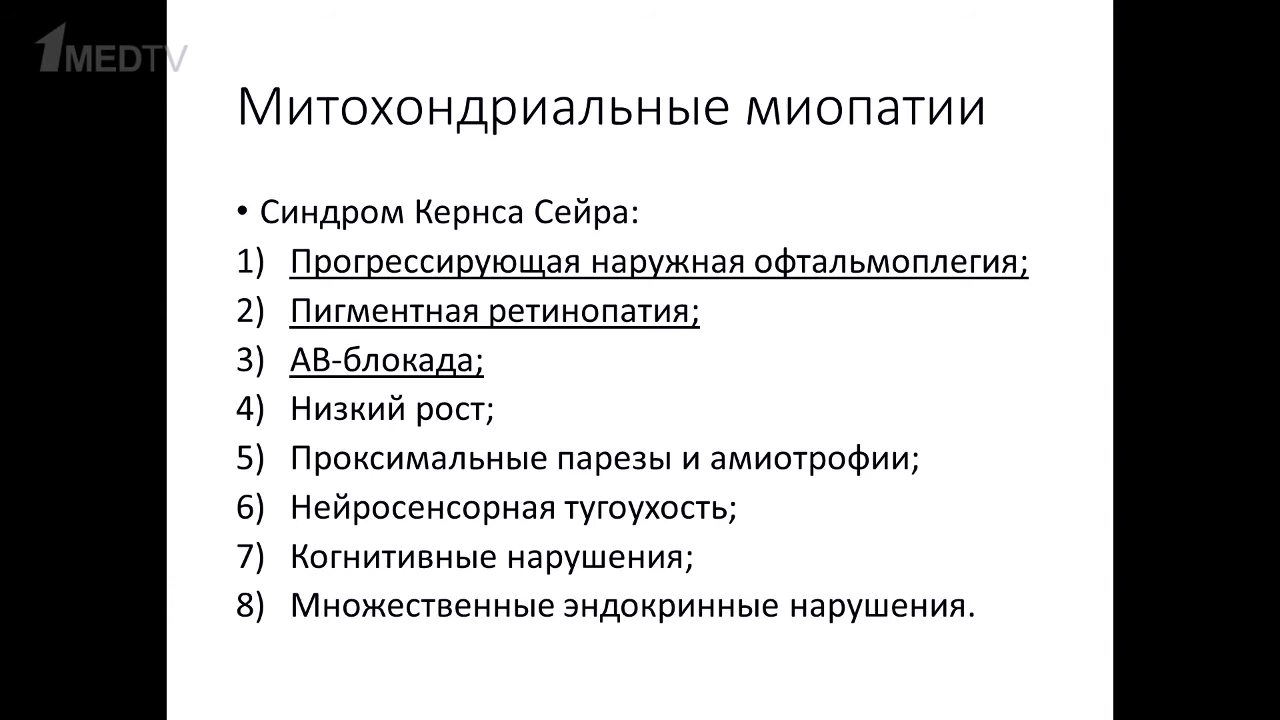 1MEDTV
Митохондриальные миопатии
• Синдром Кернса Сейра:
1) Прогрессирующая наружная офтальмоплегия;
2) Пигментная ретинопатия;
3) АВ-блокада;
4) Низкий рост;
5) Проксимальные парезы и амиотрофии;
6) Нейросенсорная тугоухость;
7) Когнитивные нарушения;
8) Множественные эндокринные нарушения.